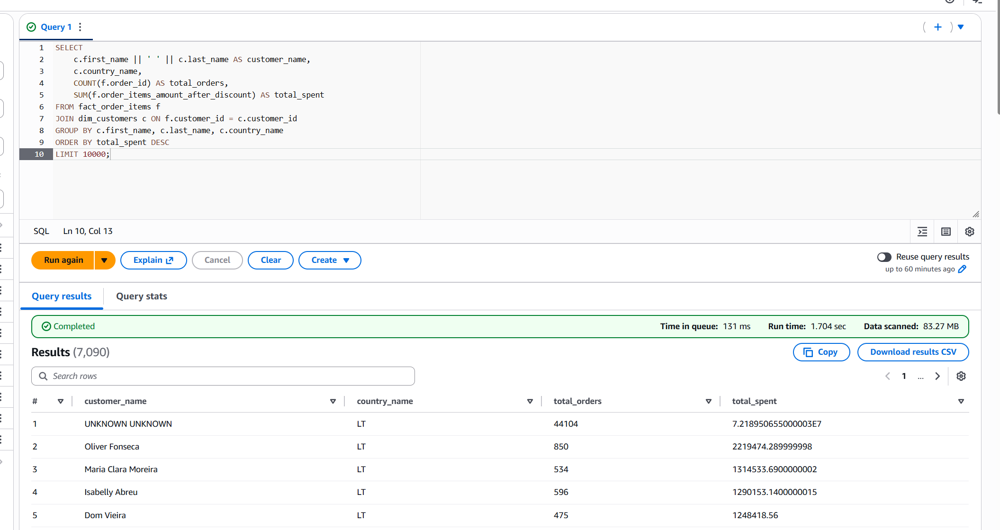 Query 1
( + )
1 SELECT
2 c.first_name || ' ' || c.last_name AS customer_name,
3 c.country_name,
4 COUNT(f.order_id) AS total_orders,
5 SUM(f.order_items_amount_after_discount) AS total_spent
6 FROM fact_order_items f
7 JOIN dim_customers c ON f.customer_id = c.customer_id
8 GROUP BY c.first_name, c.last_name, c.country_name
9 ORDER BY total_spent DESC
10 LIMIT 10000;
SQL Ln 10, Col 13
Run again Explain Cancel Clear Create Reuse query results
up to 60 minutes ago
Query results Query stats
Completed Time in queue: 131 ms Run time: 1.704 sec Data scanned: 83.27 MB
Results (7,090) Copy Download results CSV
Search rows 1 ...
# customer_name country_name total_orders total_spent
1 UNKNOWN UNKNOWN LT 44104 7.218950655000003E7
2 Oliver Fonseca LT 850 2219474.289999998
3 Maria Clara Moreira LT 534 1314533.6900000002
4 Isabelly Abreu LT 596 1290153.1400000015
5 Dom Vieira LT 475 1248418.56